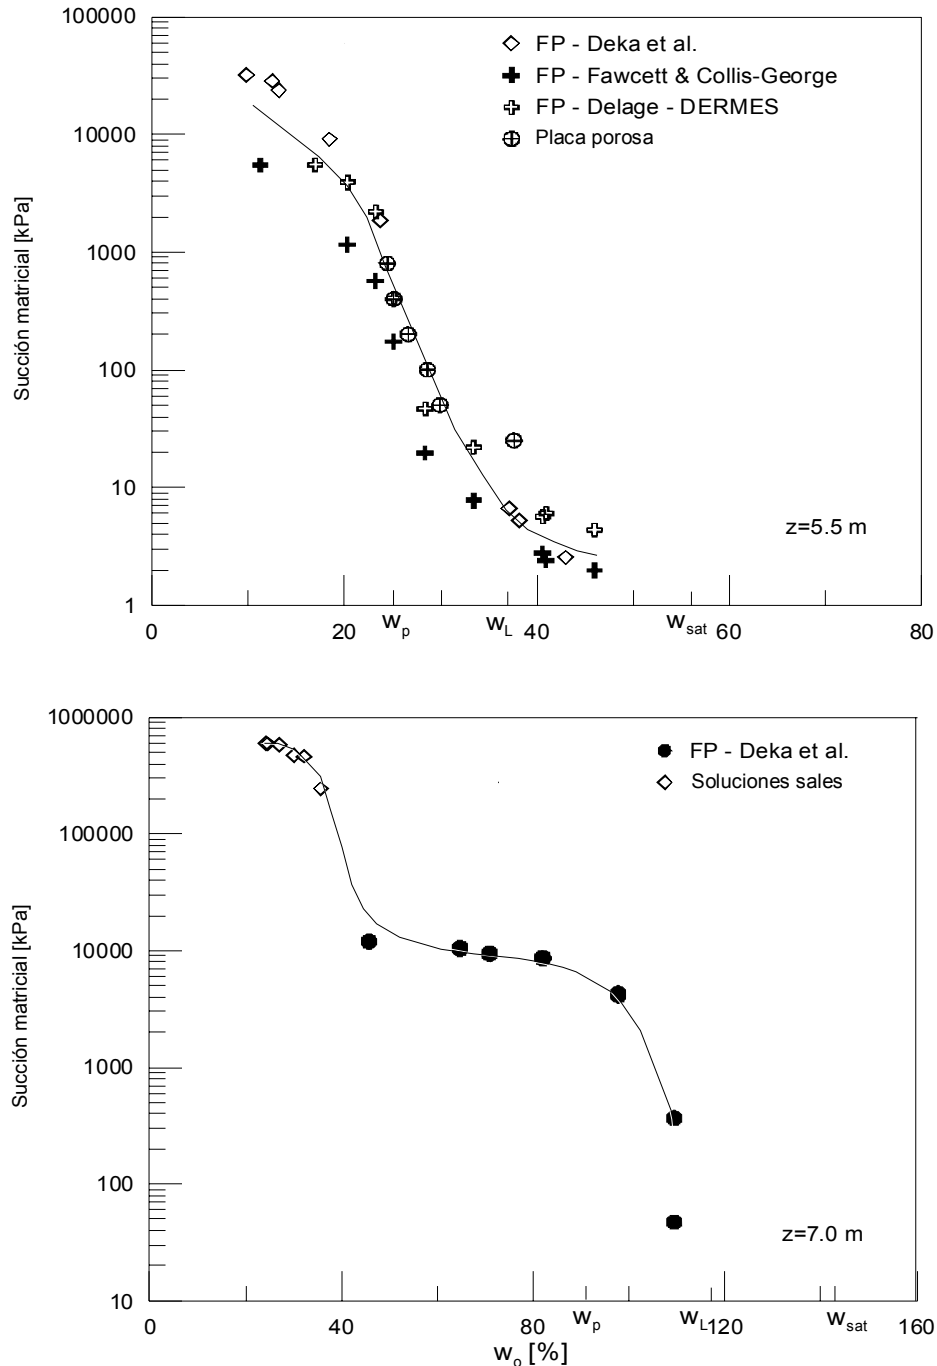 100000
10000
1000
100
10
1
Succión matricial [kPa]
FP - Deka et al.
FP - Fawcett & Collis-George
FP - Delage - DERMES
Placa porosa
z=5.5 m
0 20 wp wL 40 wsat 60 80
1000000
100000
10000
1000
100
10
Succión matricial [kPa]
FP - Deka et al.
Soluciones sales
z=7.0 m
0 40 80 wp wL 120 wsat 160
wo [%]